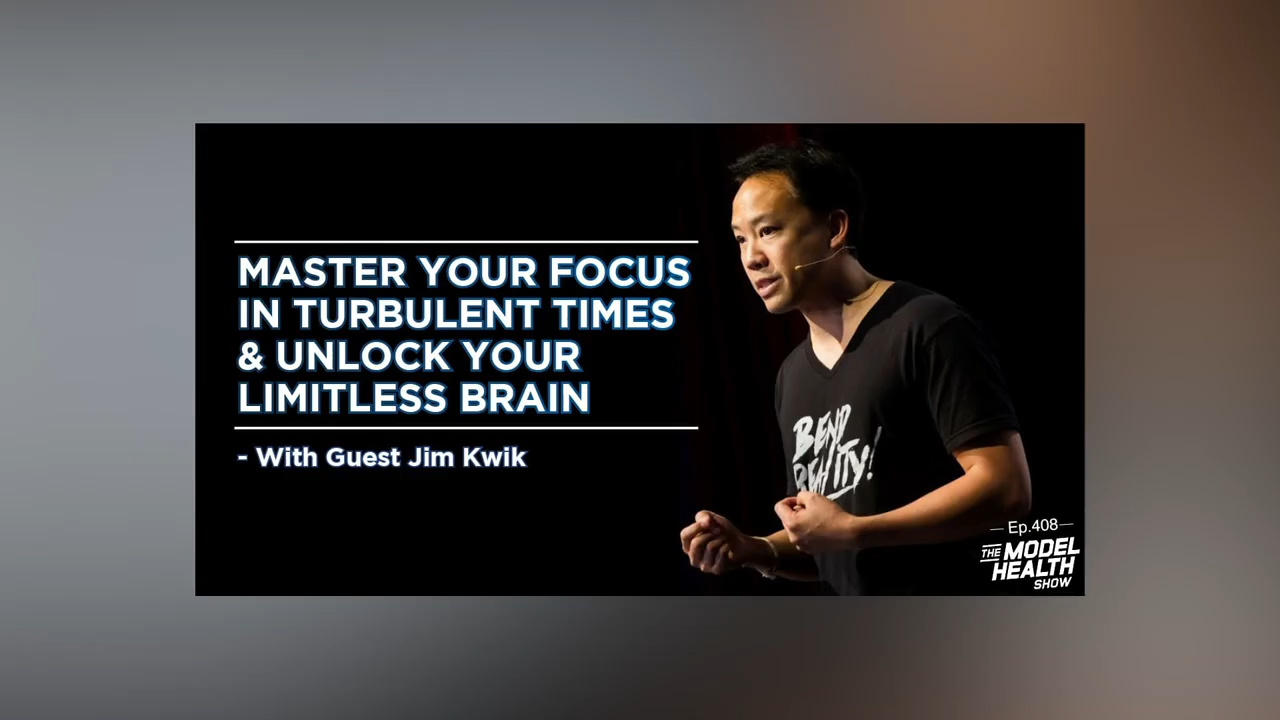 MASTER YOUR FOCUS
IN TURBULENT TIMES
& UNLOCK YOUR
LIMITLESS BRAIN
- With Guest Jim Kwik
BEND
REALITY!
Ep.408
THE MODEL
HEALTH
SHOW